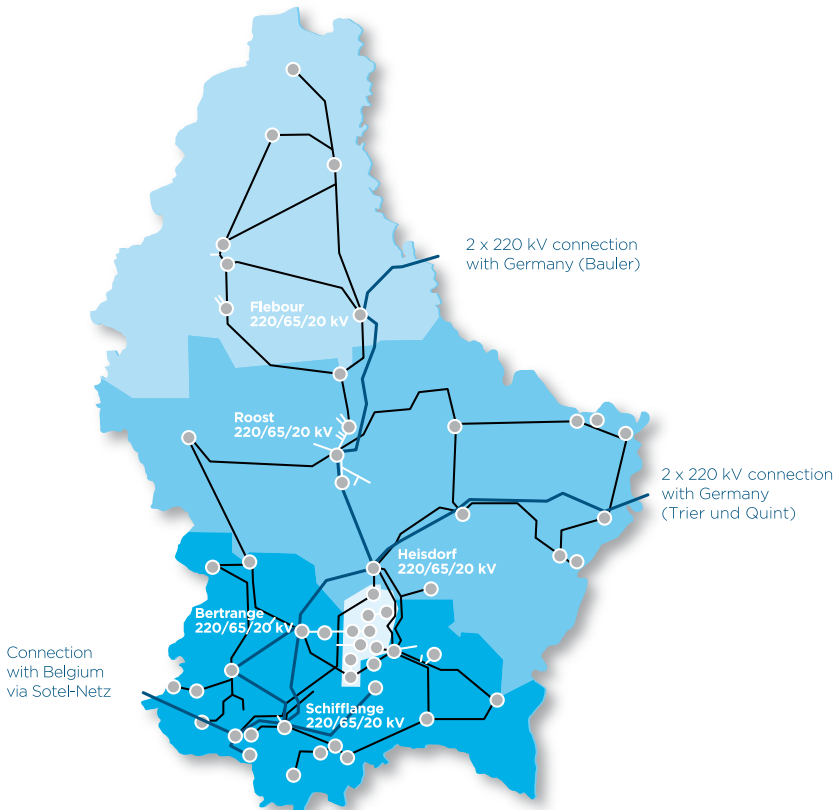 2 x 220 kV connection
with Germany (Bauler)
Flebour
220/65/20 kV
Roost
220/65/20 kV
2 x 220 kV connection
with Germany
(Trier und Quint)
Heisdorf
220/65/20 kV
Bertrange
220/65/20 kV
Connection
with Belgium
via Sotel-Netz
Schifflange
220/65/20 kV